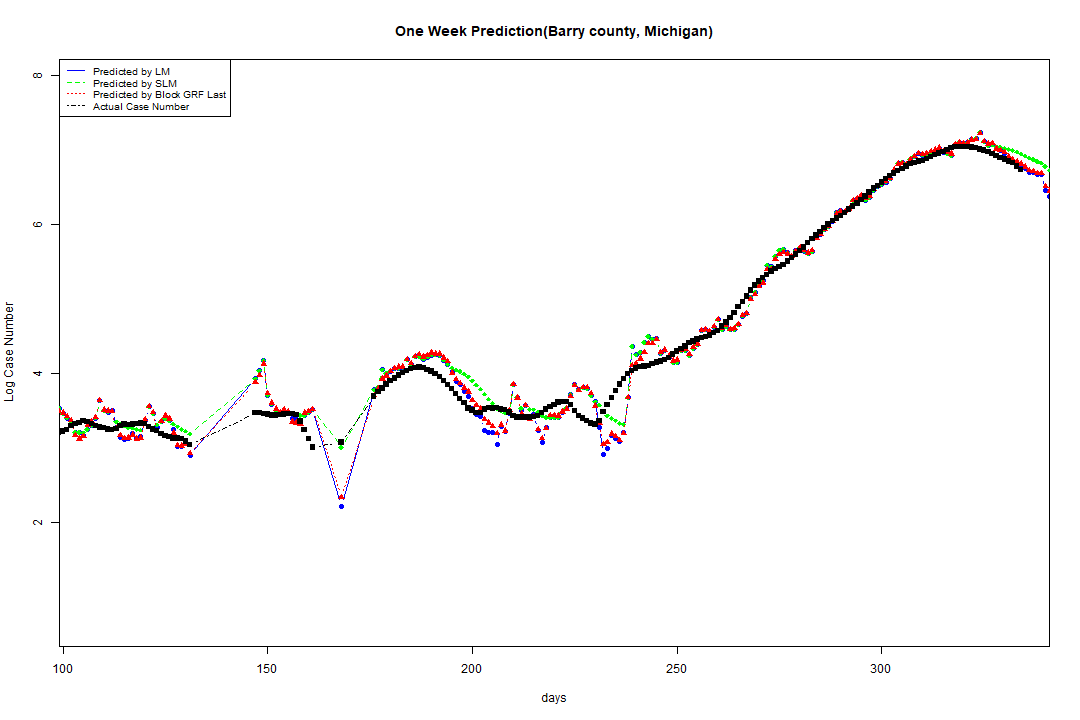 One Week Prediction(Barry county, Michigan)
8
Predicted by LM
Predicted by SLM
Predicted by Block GRF Last
Actual Case Number
6
4
2
Log Case Number
100 150 200 250 300
days